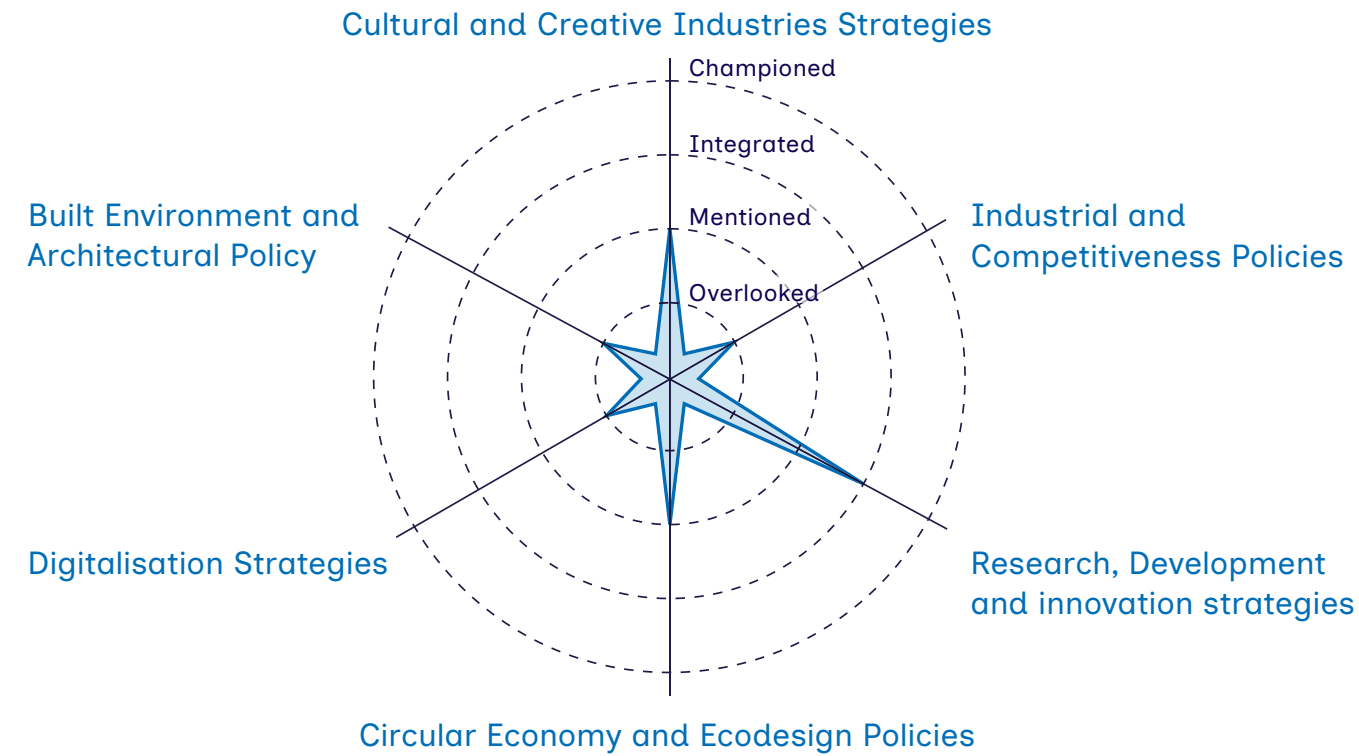 Cultural and Creative Industries Strategies
Championed
Integrated
Mentioned
Overlooked
Built Environment and
Architectural Policy
Industrial and
Competitiveness Policies
Digitalisation Strategies
Research, Development
and innovation strategies
Circular Economy and Ecodesign Policies